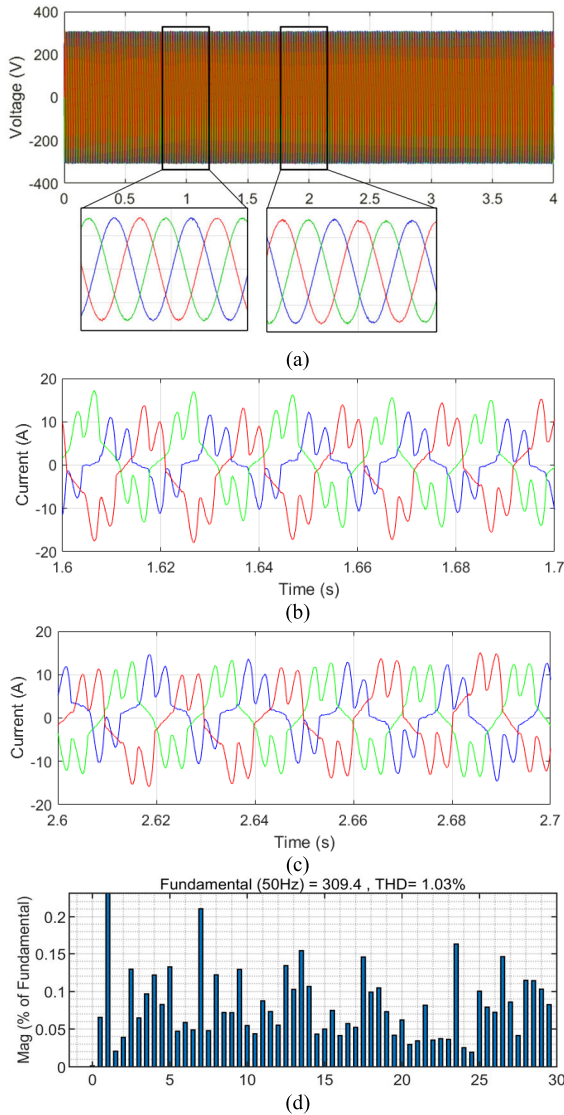 400
200
0
-200
-400
Voltage (V)
0 0.5 1 1.5 2 2.5 3 3.5 4
(a)
20
10
0
-10
-20
Current (A)
1.6 1.62 1.64 1.66 1.68 1.7
Time (s)
(b)
20
10
0
-10
-20
Current (A)
2.6 2.62 2.64 2.66 2.68 2.7
Time (s)
(c)
Fundamental (50Hz) = 309.4 , THD= 1.03%
0.2
0.15
0.1
0.05
0
Mag (% of Fundamental)
0 5 10 15 20 25 30
(d)